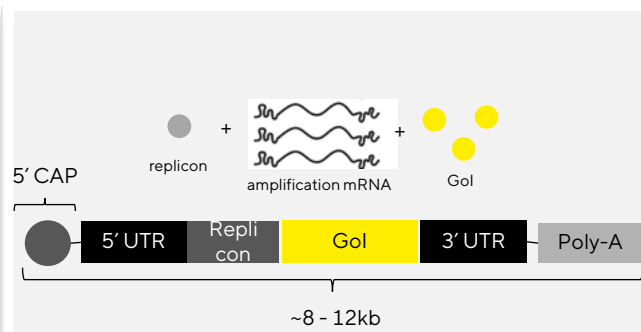 +
+
replicon
amplification mRNA
GoI
5′ CAP
5′ UTR
Repli
con
GoI
3′ UTR
Poly-A
~8 - 12kb